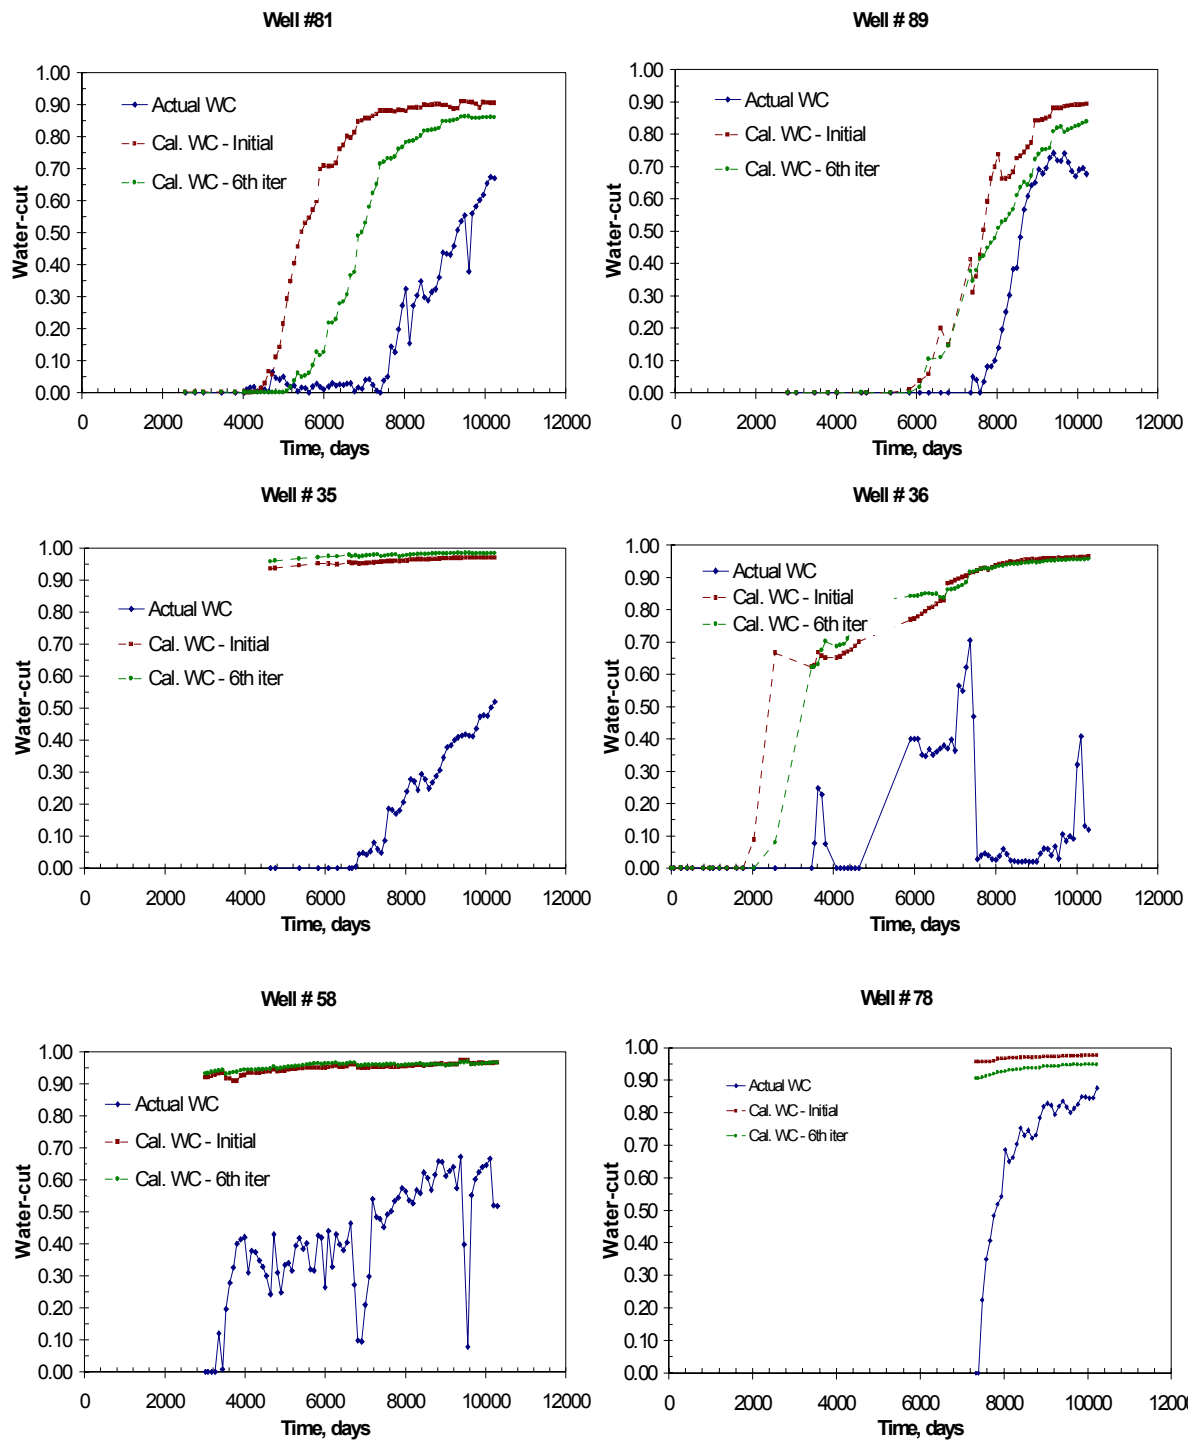 Well #81
1.00
0.90
0.80
0.70
0.60
0.50
0.40
0.30
0.20
0.10
0.00
Water-cut
Actual WC
Cal. WC - Initial
Cal. WC - 6th iter
0 2000 4000 6000 8000 10000 12000
Time, days
Well # 89
1.00
0.90
0.80
0.70
0.60
0.50
0.40
0.30
0.20
0.10
0.00
Water-cut
Actual WC
Cal. WC - Initial
Cal. WC - 6th iter
0 2000 4000 6000 8000 10000 12000
Time, days
Well # 35
1.00
0.90
0.80
0.70
0.60
0.50
0.40
0.30
0.20
0.10
0.00
Water-cut
Actual WC
Cal. WC - Initial
Cal. WC - 6th iter
0 2000 4000 6000 8000 10000 12000
Time, days
Well # 36
1.00
0.90
0.80
0.70
0.60
0.50
0.40
0.30
0.20
0.10
0.00
Water-cut
Actual WC
Cal. WC - Initial
Cal. WC - 6th iter
0 2000 4000 6000 8000 10000 12000
Time, days
Well # 58
1.00
0.90
0.80
0.70
0.60
0.50
0.40
0.30
0.20
0.10
0.00
Water-cut
Actual WC
Cal. WC - Initial
Cal. WC - 6th iter
0 2000 4000 6000 8000 10000 12000
Time, days
Well # 78
1.00
0.90
0.80
0.70
0.60
0.50
0.40
0.30
0.20
0.10
0.00
Water-cut
Actual WC
Cal. WC - Initial
Cal. WC - 6th iter
0 2000 4000 6000 8000 10000 1200
Time, days